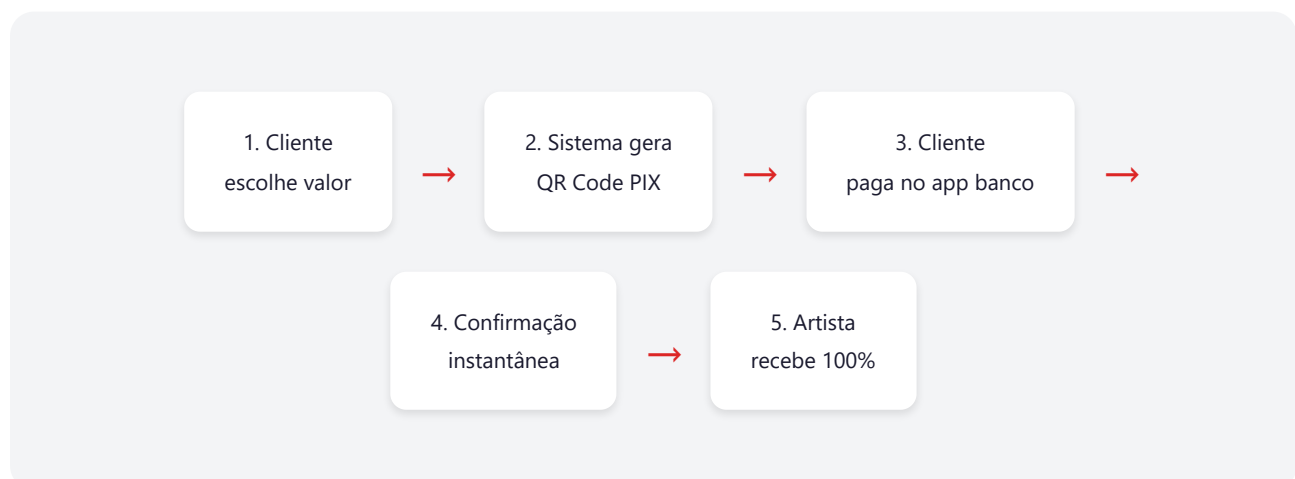 1. Cliente
escolhe valor
→
2. Sistema gera
QR Code PIX
→
3. Cliente
paga no app banco
→
4. Confirmação
instantânea
→
5. Artista
recebe 100%